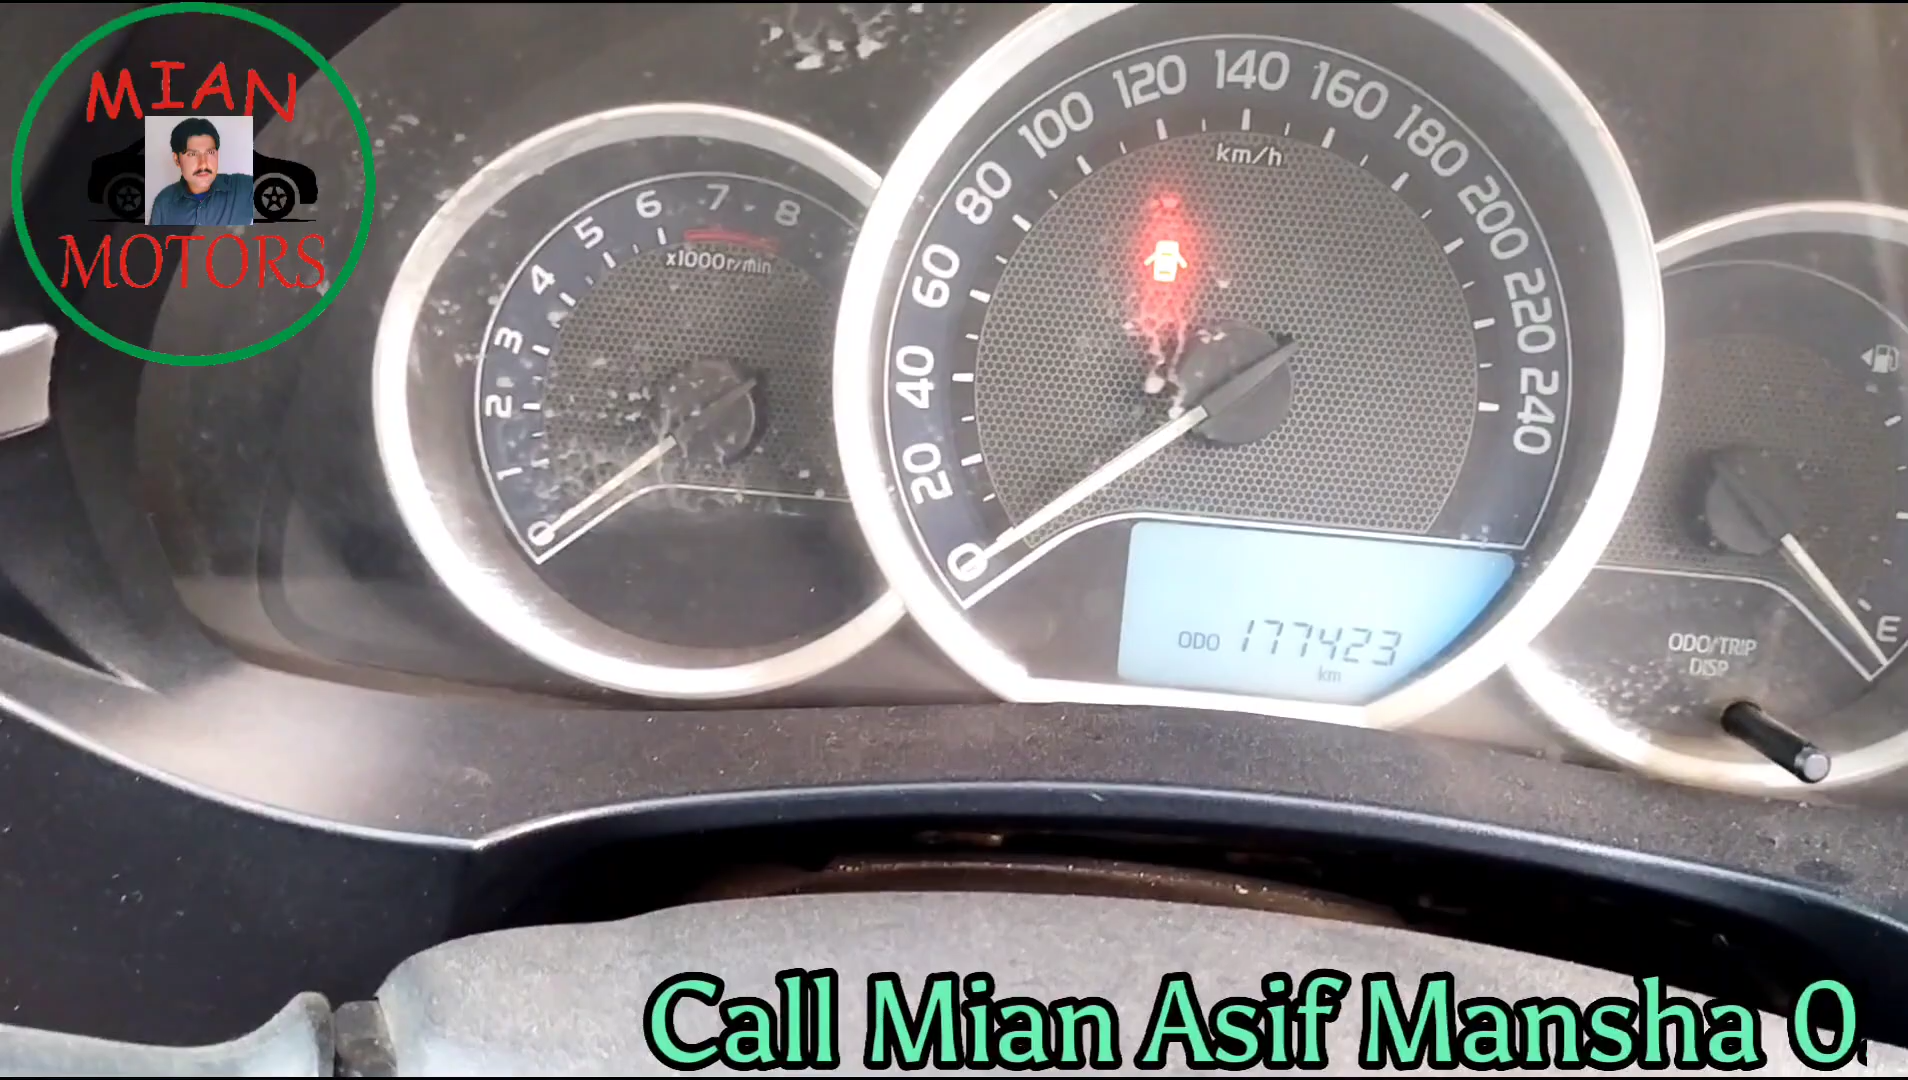 MIAN
MOTORS
0 1 2 3 4 5 6 7 8
x1000r/min
0 20 40 60 80 100 120 140 160 180 200 220 240
km/h
ODO 177423
km
E
ODO/TRIP
DISP
Call Mian Asif Mansha 0